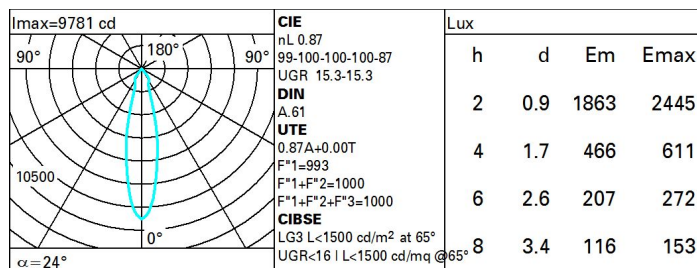 Imax=9781 cd
90°
180°
90°
10500
0°
α=24°
CIE
nL 0.87
99-100-100-100-87
UGR 15.3-15.3
DIN
A.61
UTE
0.87A+0.00T
F"1=993
F"1+F"2=1000
F"1+F"2+F"3=1000
CIBSE
LG3 L<1500 cd/m² at 65°
UGR<16 | L<1500 cd/mq @65°
Lux
h d Em Emax
2 0.9 1863 2445
4 1.7 466 611
6 2.6 207 272
8 3.4 116 153